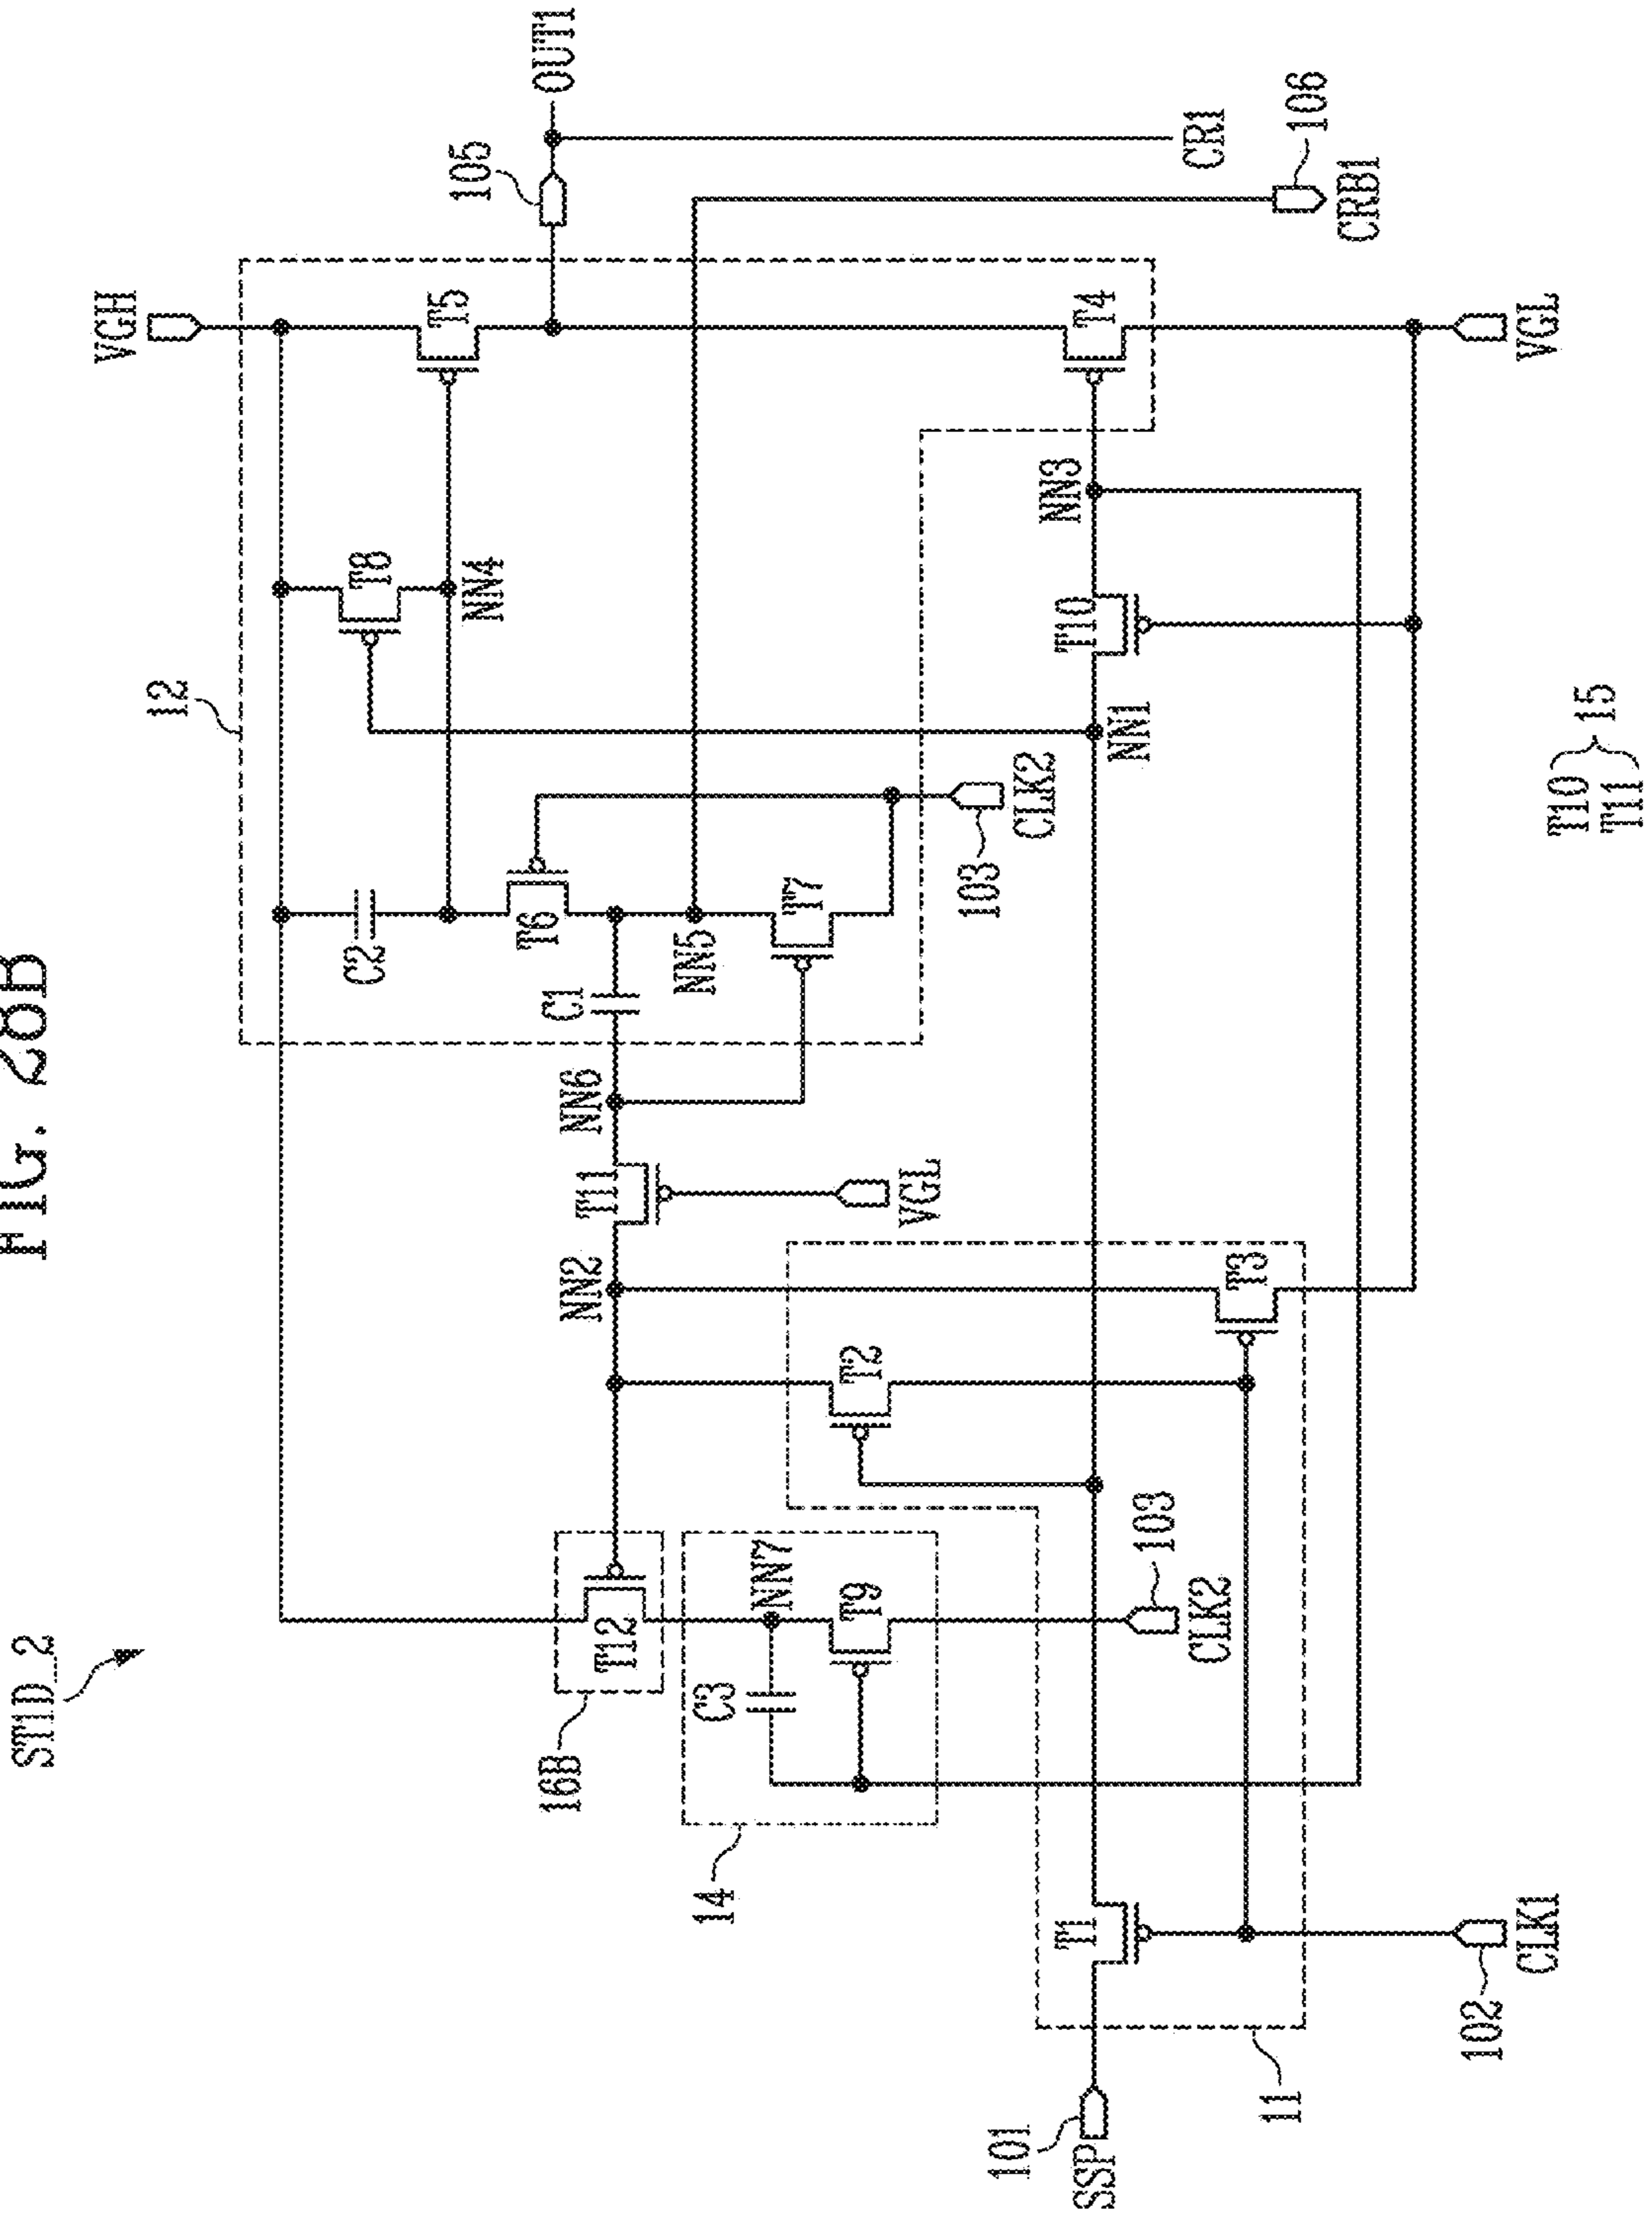 FIG. 28B
ST1D_2
VGH
12
T8
T5
105
OUT1
NN4
C2
T6
C1
NN5
T7
103
CLK2
NN6
T11
VGL
NN2
16B
T12
14
C3
NN7
T9
103
CLK2
T2
T3
NN1
T10
NN3
T4
CR1
106
CRB1
101
SSP
T1
11
102
CLK1
VGL
T10
T11
15